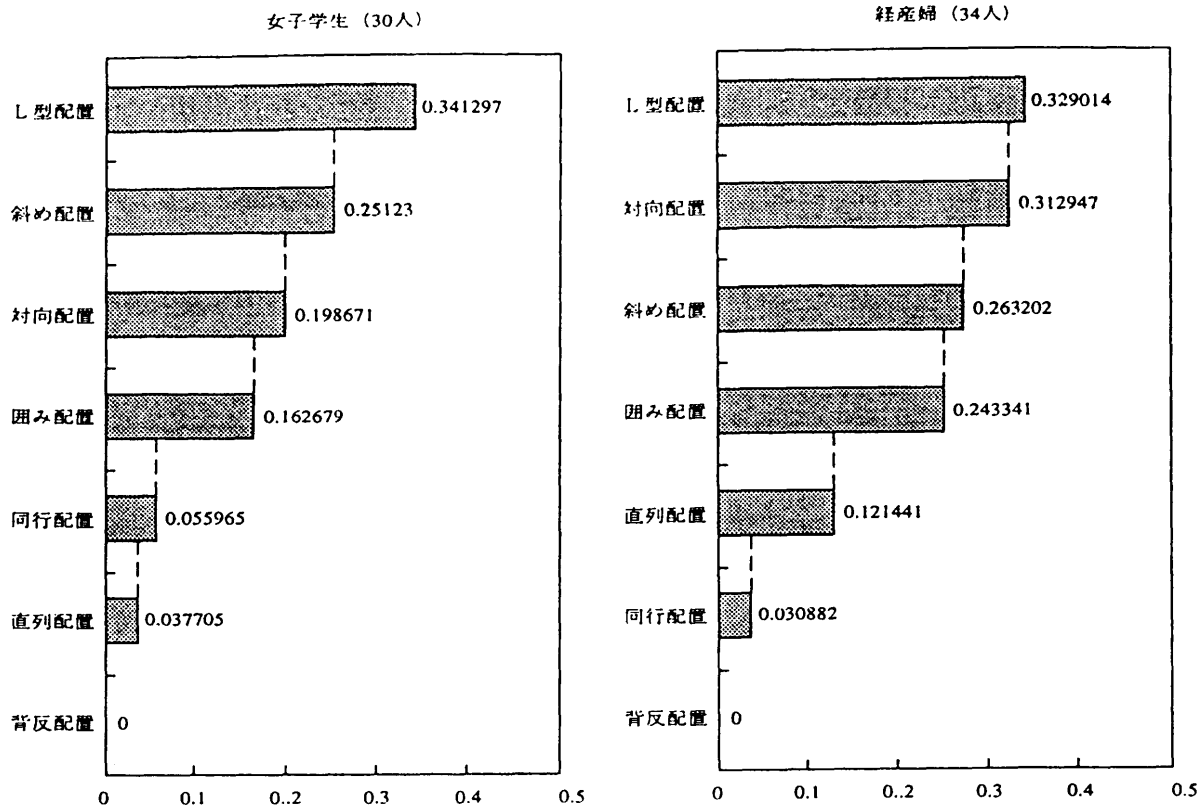 女子学生 (30人)
L型配置 0.341297
斜め配置 0.25123
対向配置 0.198671
囲み配置 0.162679
同行配置 0.055965
直列配置 0.037705
背反配置 0
0 0.1 0..2 0.3 0.4 0.5
経産婦 (34人)
L型配置 0.329014
対向配置 0.312947
斜め配置 0.263202
囲み配置 0.243341
直列配置 0.121441
同行配置 0.030882
背反配置 0
0 0.1 0..2 0.3 0.4 0.5